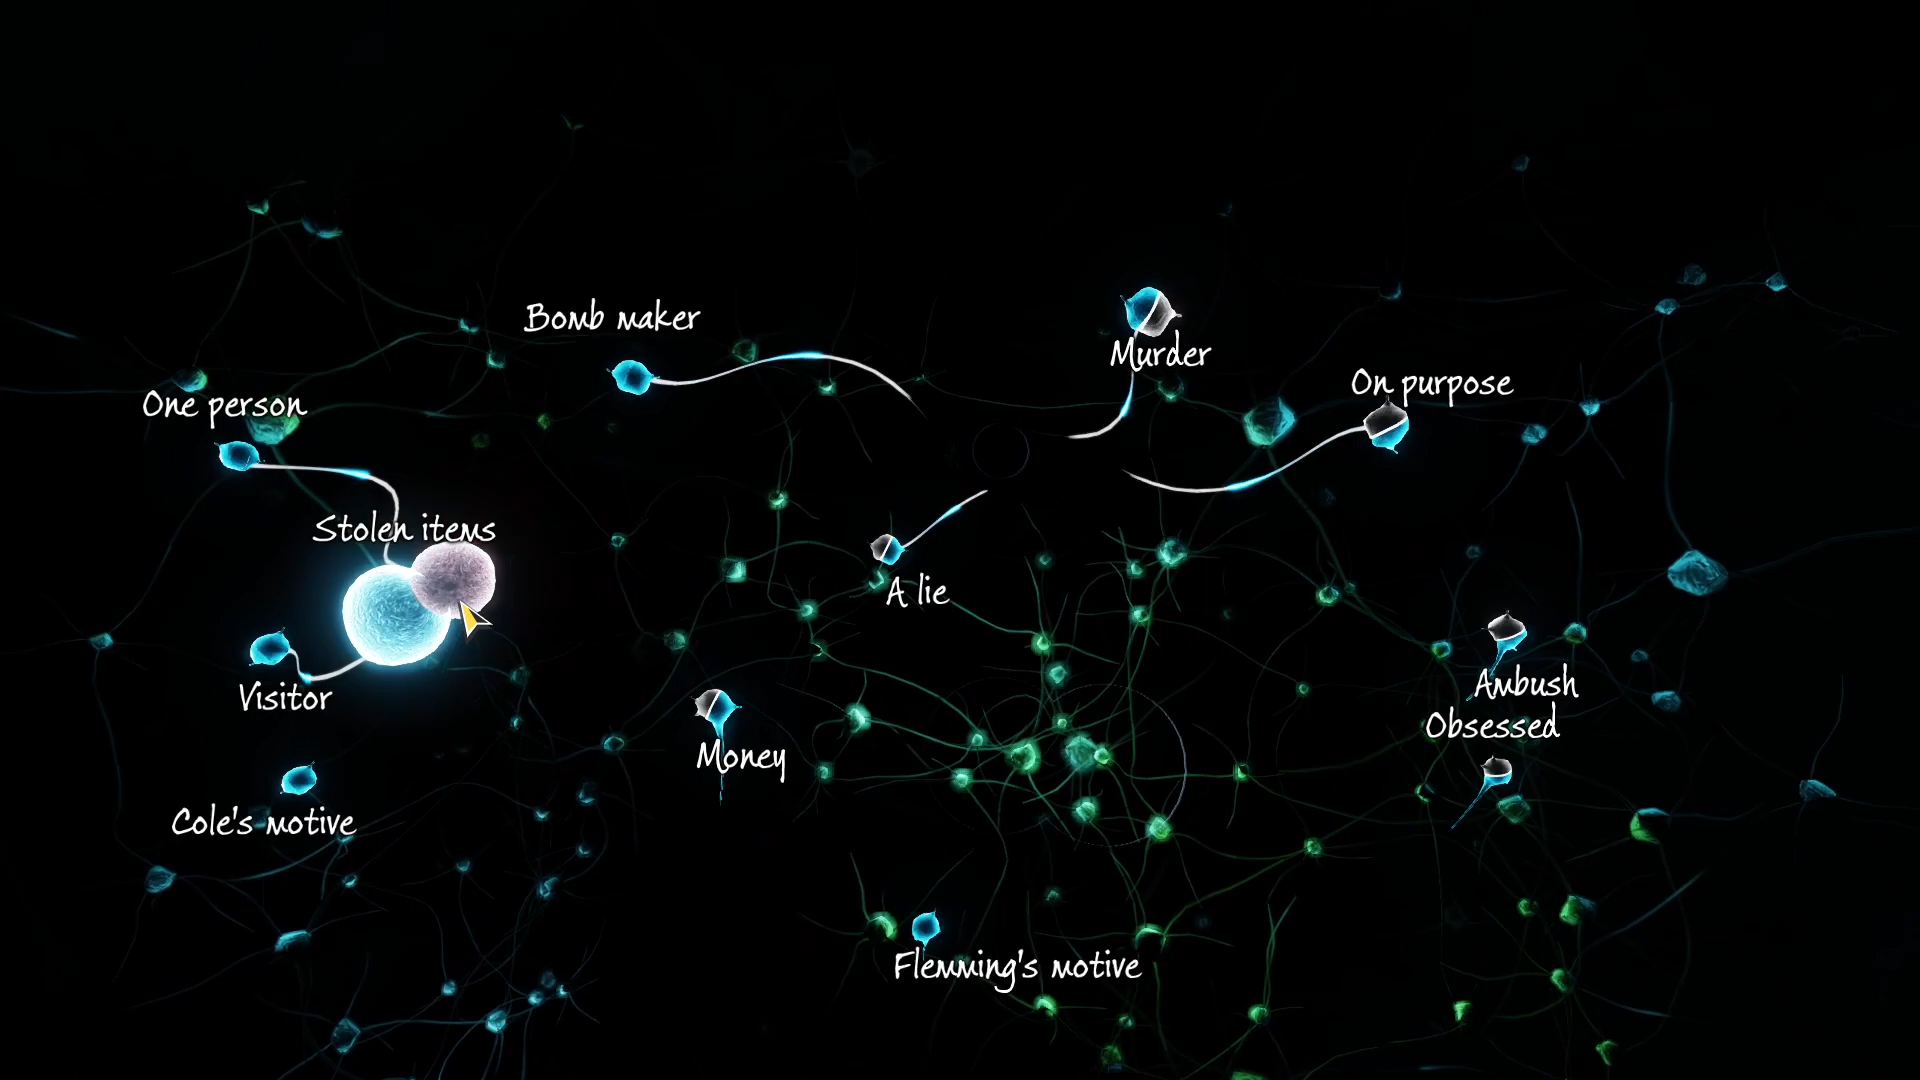 Bomb maker
Murder
On purpose
One person
Stolen items
A lie
Visitor
Ambush
Obsessed
Money
Cole's motive
Flemming's motive